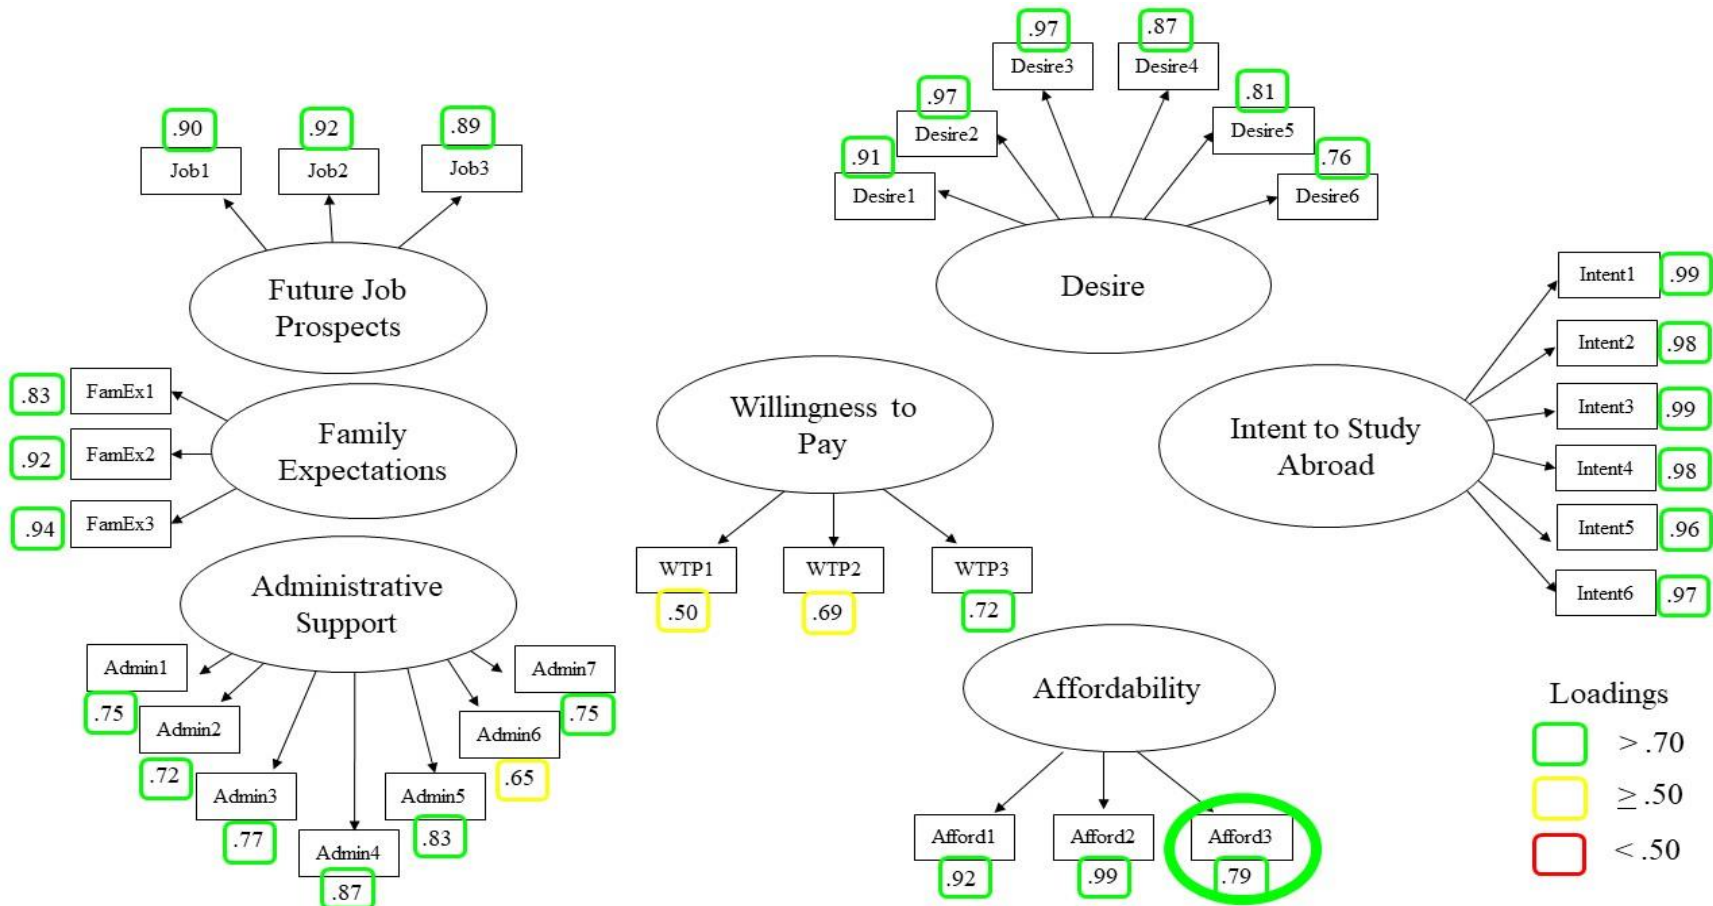 .90
.92
.89
Job1
Job2
Job3
Future Job
Prospects
.97
.87
Desire3
Desire4
.97
.81
Desire2
Desire5
.91
.76
Desire1
Desire6
Desire
.83
FamEx1
.92
FamEx2
.94
FamEx3
Family
Expectations
Willingness to
Pay
WTP1
WTP2
WTP3
.50
.69
.72
Intent to Study
Abroad
Intent1
.99
Intent2
.98
Intent3
.99
Intent4
.98
Intent5
.96
Intent6
.97
Administrative
Support
Admin1
.75
Admin2
.72
Admin3
.77
Admin4
.87
Admin5
.83
Admin6
.65
Admin7
.75
Affordability
Afford1
Afford2
Afford3
.92
.99
.79
Loadings
> .70
≥ .50
< .50